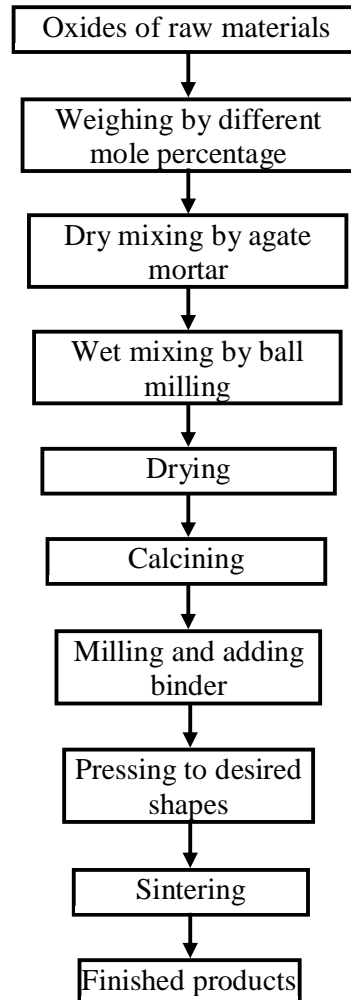 Oxides of raw materials
Weighing by different
mole percentage
Dry mixing by agate
mortar
Wet mixing by ball
milling
Drying
Calcining
Milling and adding
binder
Pressing to desired
shapes
Sintering
Finished products